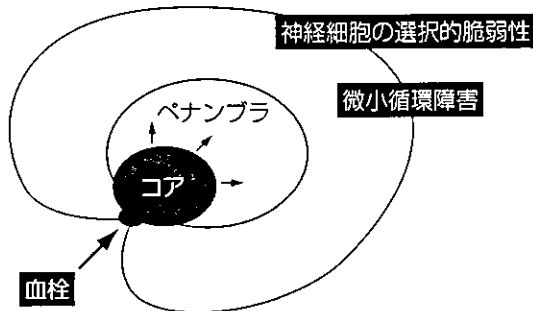 神経細胞の選択的脆弱性
微小循環障害
ペナンブラ
コア
血栓